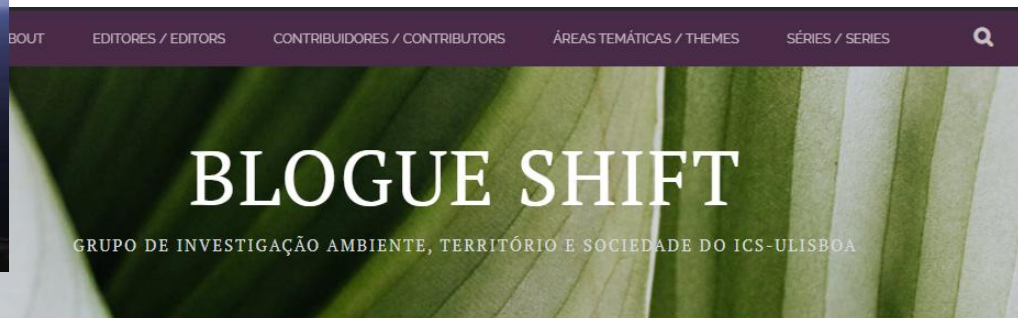 BOUT EDITORES / EDITORS CONTRIBUIDORES / CONTRIBUTORS ÁREAS TEMÁTICAS / THEMES SÉRIES / SERIES
BLOGUE SHIFT
GRUPO DE INVESTIGAÇÃO AMBIENTE, TERRITÓRIO E SOCIEDADE DO ICS-ULISBOA